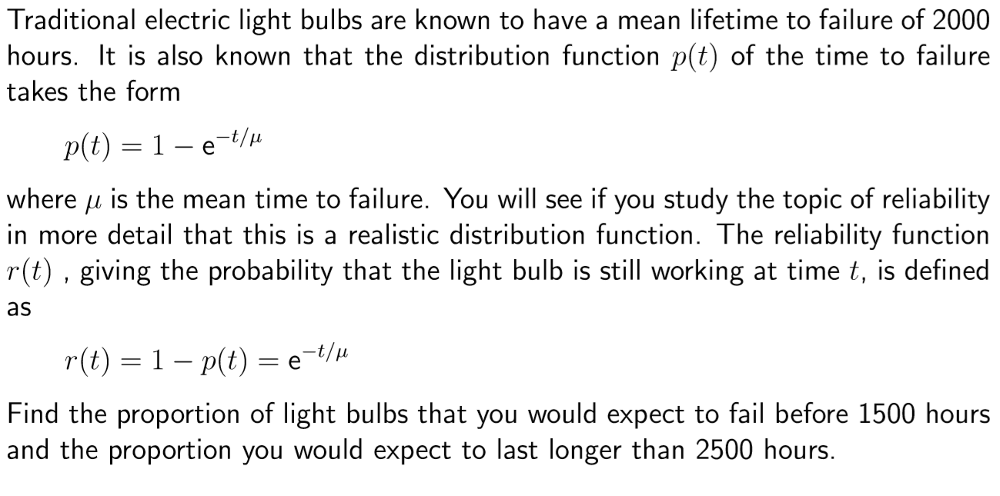 Traditional electric light bulbs are known to have a mean lifetime to failure of 2000
hours. It is also known that the distribution function p(t) of the time to failure
takes the form
p(t) = 1 − e^{−t/μ}
where μ is the mean time to failure. You will see if you study the topic of reliability
in more detail that this is a realistic distribution function. The reliability function
r(t) , giving the probability that the light bulb is still working at time t, is defined
as
r(t) = 1 − p(t) = e^{−t/μ}
Find the proportion of light bulbs that you would expect to fail before 1500 hours
and the proportion you would expect to last longer than 2500 hours.